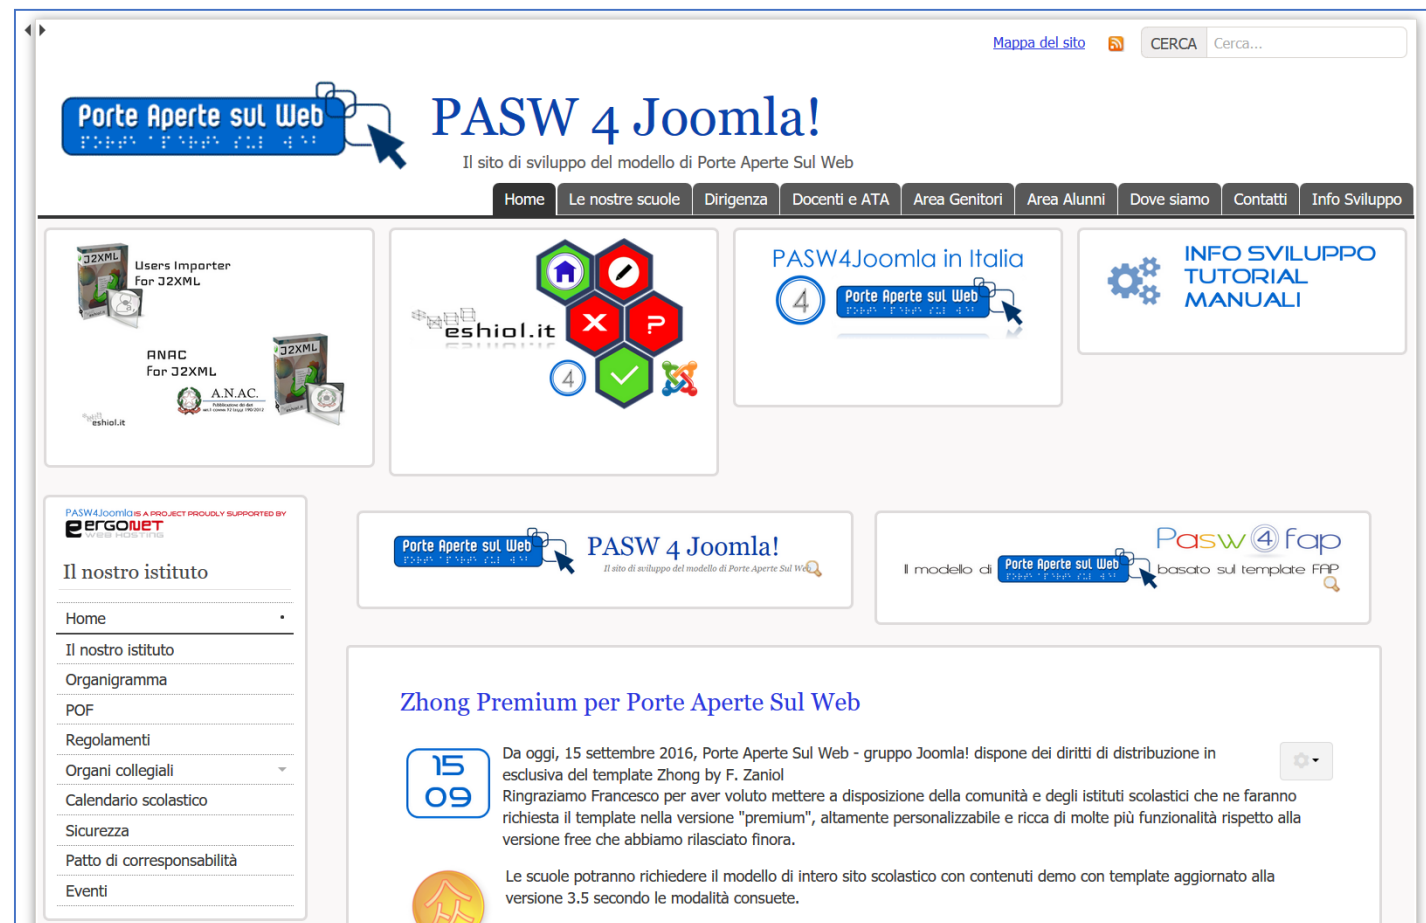 Mappa del sito
CERCA
Cerca...
Porte Aperte sul Web
PASW 4 Joomla!
Il sito di sviluppo del modello di Porte Aperte Sul Web
Home
Le nostre scuole
Dirigenza
Docenti e ATA
Area Genitori
Area Alunni
Dove siamo
Contatti
Info Sviluppo
J2XML
Users Importer
for J2XML
ANAC
for J2XML
J2XML
A.N.AC.
eshiol.it
eshiol.it
X
?
4
PASW4Joomla in Italia
4
Porte Aperte sul Web
INFO SVILUPPO
TUTORIAL
MANUALI
PASW4Joomla IS A PROJECT PROUDLY SUPPORTED BY
ERGONET
WEB HOSTING
Il nostro istituto
Home
Il nostro istituto
Organigramma
POF
Regolamenti
Organi collegiali
Calendario scolastico
Sicurezza
Patto di corresponsabilità
Eventi
Porte Aperte sul Web
PASW 4 Joomla!
Il sito di sviluppo del modello di Porte Aperte Sul Web
Pasw 4 fap
Il modello di Porte Aperte sul Web basato sul template FAP
Zhong Premium per Porte Aperte Sul Web
15
09
Da oggi, 15 settembre 2016, Porte Aperte Sul Web - gruppo Joomla! dispone dei diritti di distribuzione in
esclusiva del template Zhong by F. Zaniol
Ringraziamo Francesco per aver voluto mettere a disposizione della comunità e degli istituti scolastici che ne faranno
richiesta il template nella versione "premium", altamente personalizzabile e ricca di molte più funzionalità rispetto alla
versione free che abbiamo rilasciato finora.
Le scuole potranno richiedere il modello di intero sito scolastico con contenuti demo con template aggiornato alla
versione 3.5 secondo le modalità consuete.